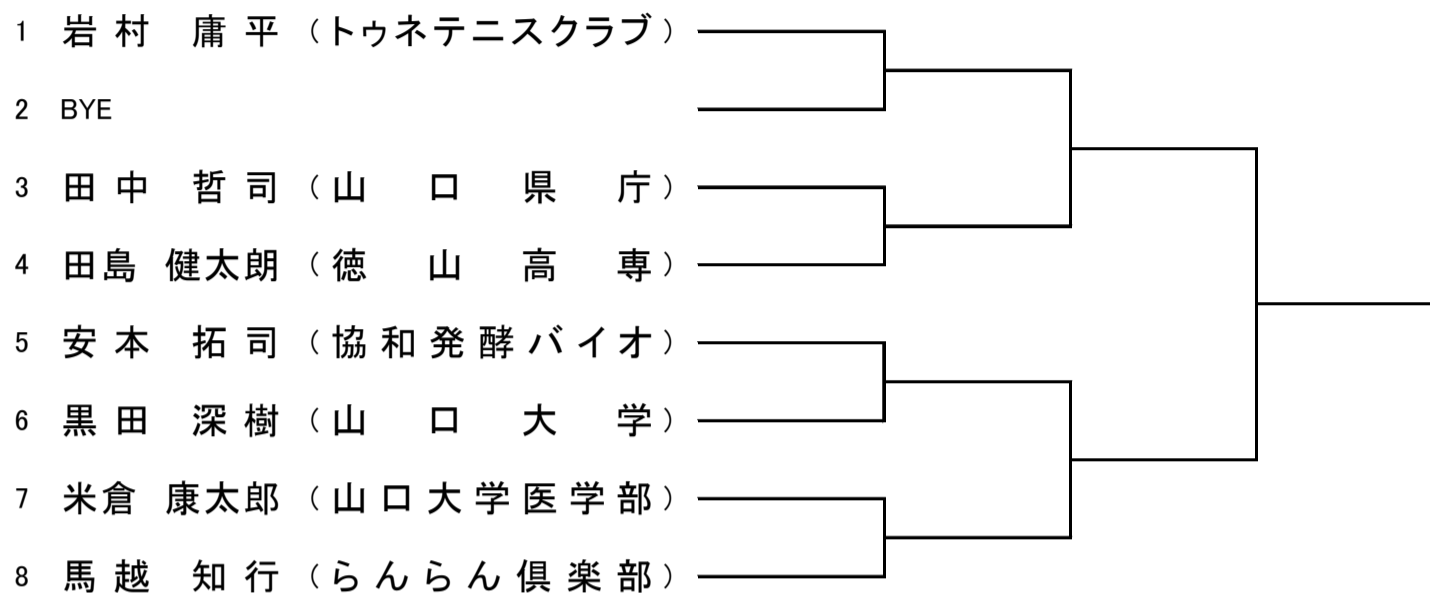 1 岩村 庸平 (トゥネテニスクラブ)
2 BYE
3 田中 哲司 (山口県庁)
4 田島 健太朗 (徳山高専)
5 安本 拓司 (協和発酵バイオ)
6 黒田 深樹 (山口大学)
7 米倉 康太郎 (山口大学医学部)
8 馬越 知行 (らんらん倶楽部)